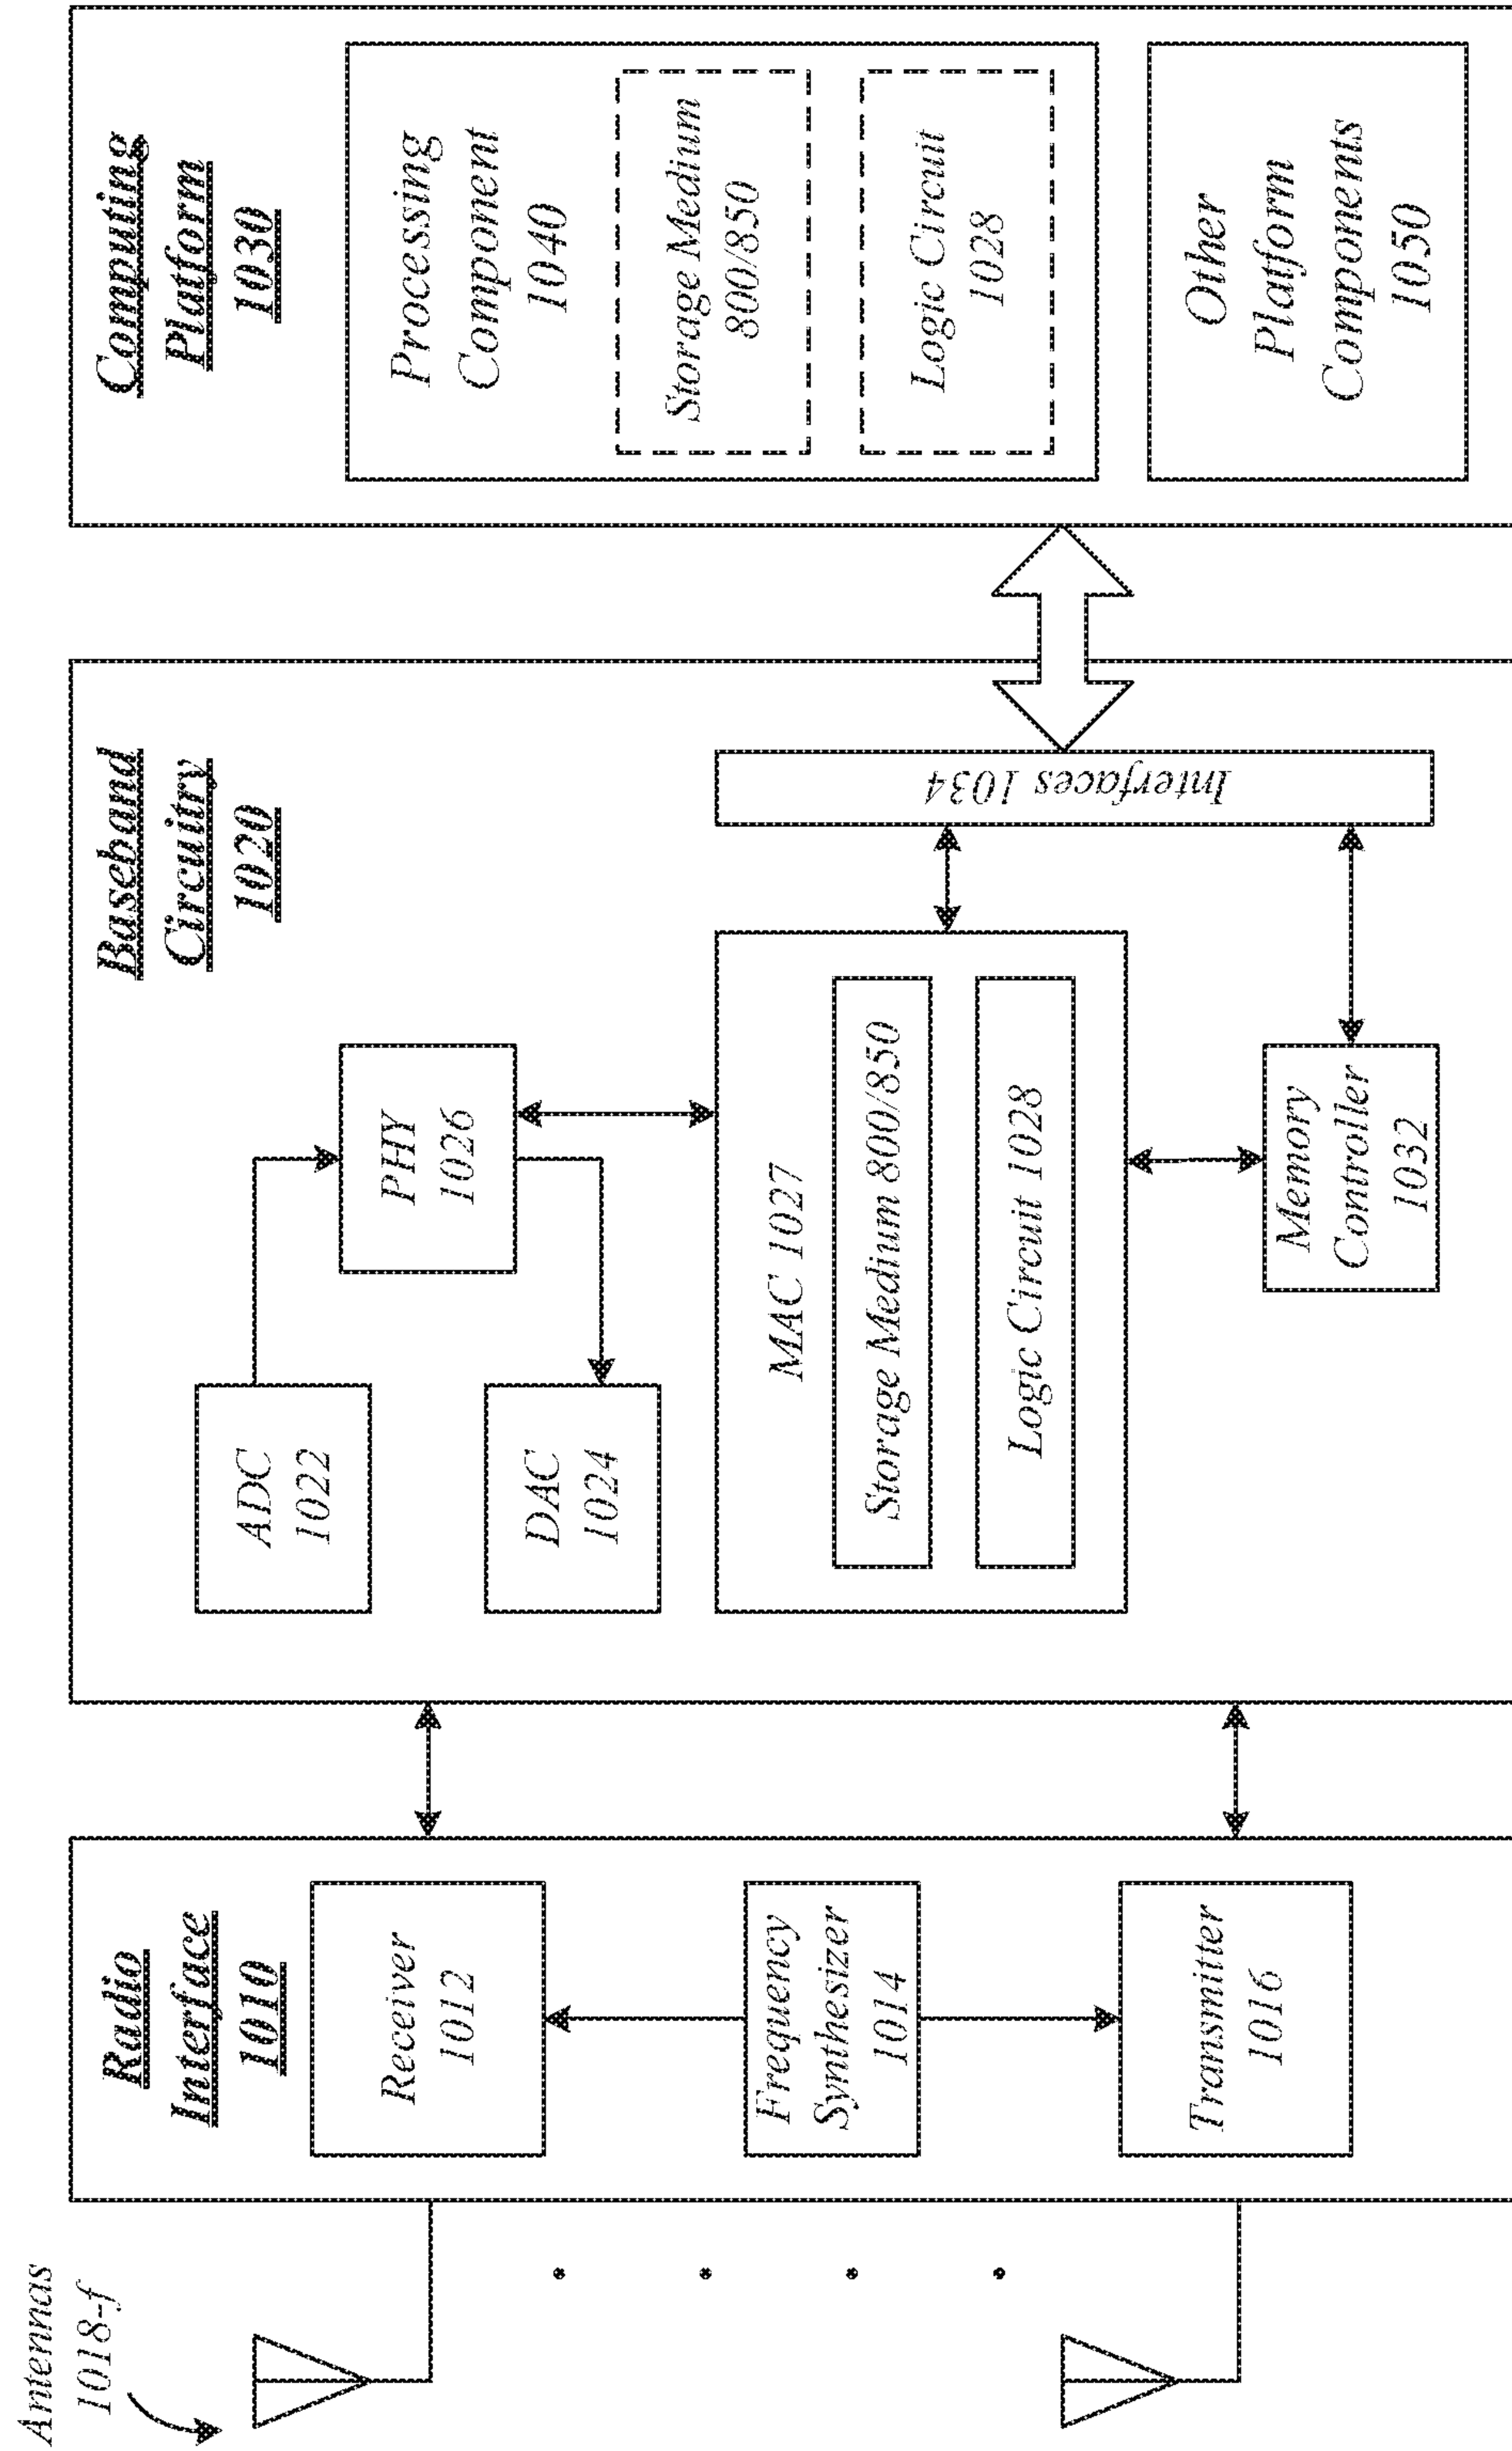 Antennas
1018-f
Radio
Interface
1010
Receiver
1012
Frequency
Synthesizer
1014
Transmitter
1016
Baseband
Circuitry
1020
ADC
1022
PHY
1026
DAC
1024
MAC 1027
Storage Medium 800/850
Logic Circuit 1028
Memory
Controller
1032
Interfaces 1034
Computing
Platform
1030
Processing
Component
1040
Storage Medium
800/850
Logic Circuit
1028
Other
Platform
Components
1050